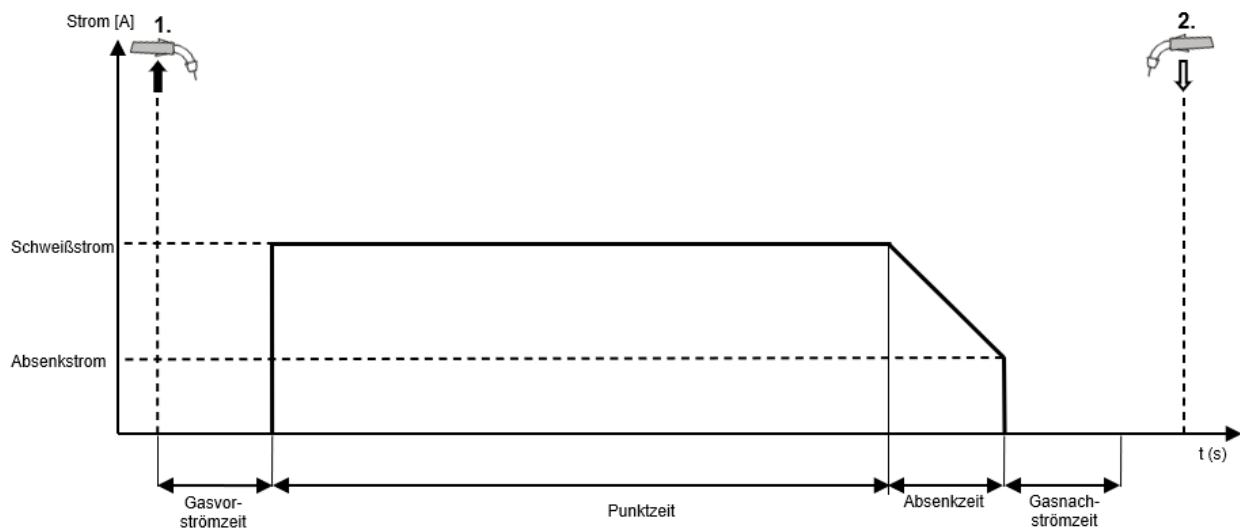 Strom [A]
1.
2.
Schweißstrom
Absenkstrom
t (s)
Gasvor-
strömzeit
Punktzeit
Absenkzeit
Gasnach-
strömzeit